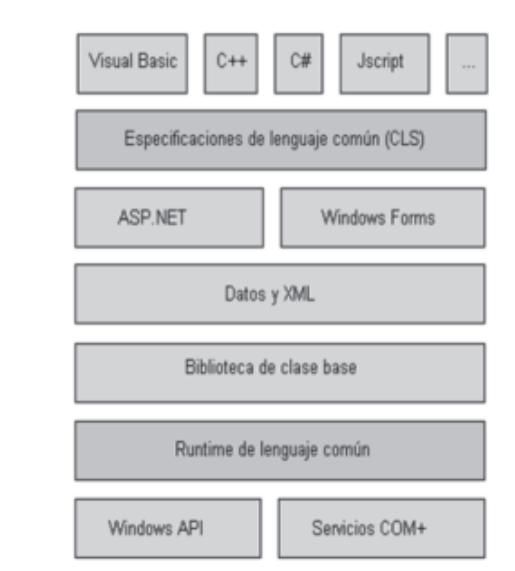 Visual Basic
C++
C#
Jscript
...
Especificaciones de lenguaje común (CLS)
ASP.NET
Windows Forms
Datos y XML
Biblioteca de clase base
Runtime de lenguaje común
Windows API
Servicios COM+